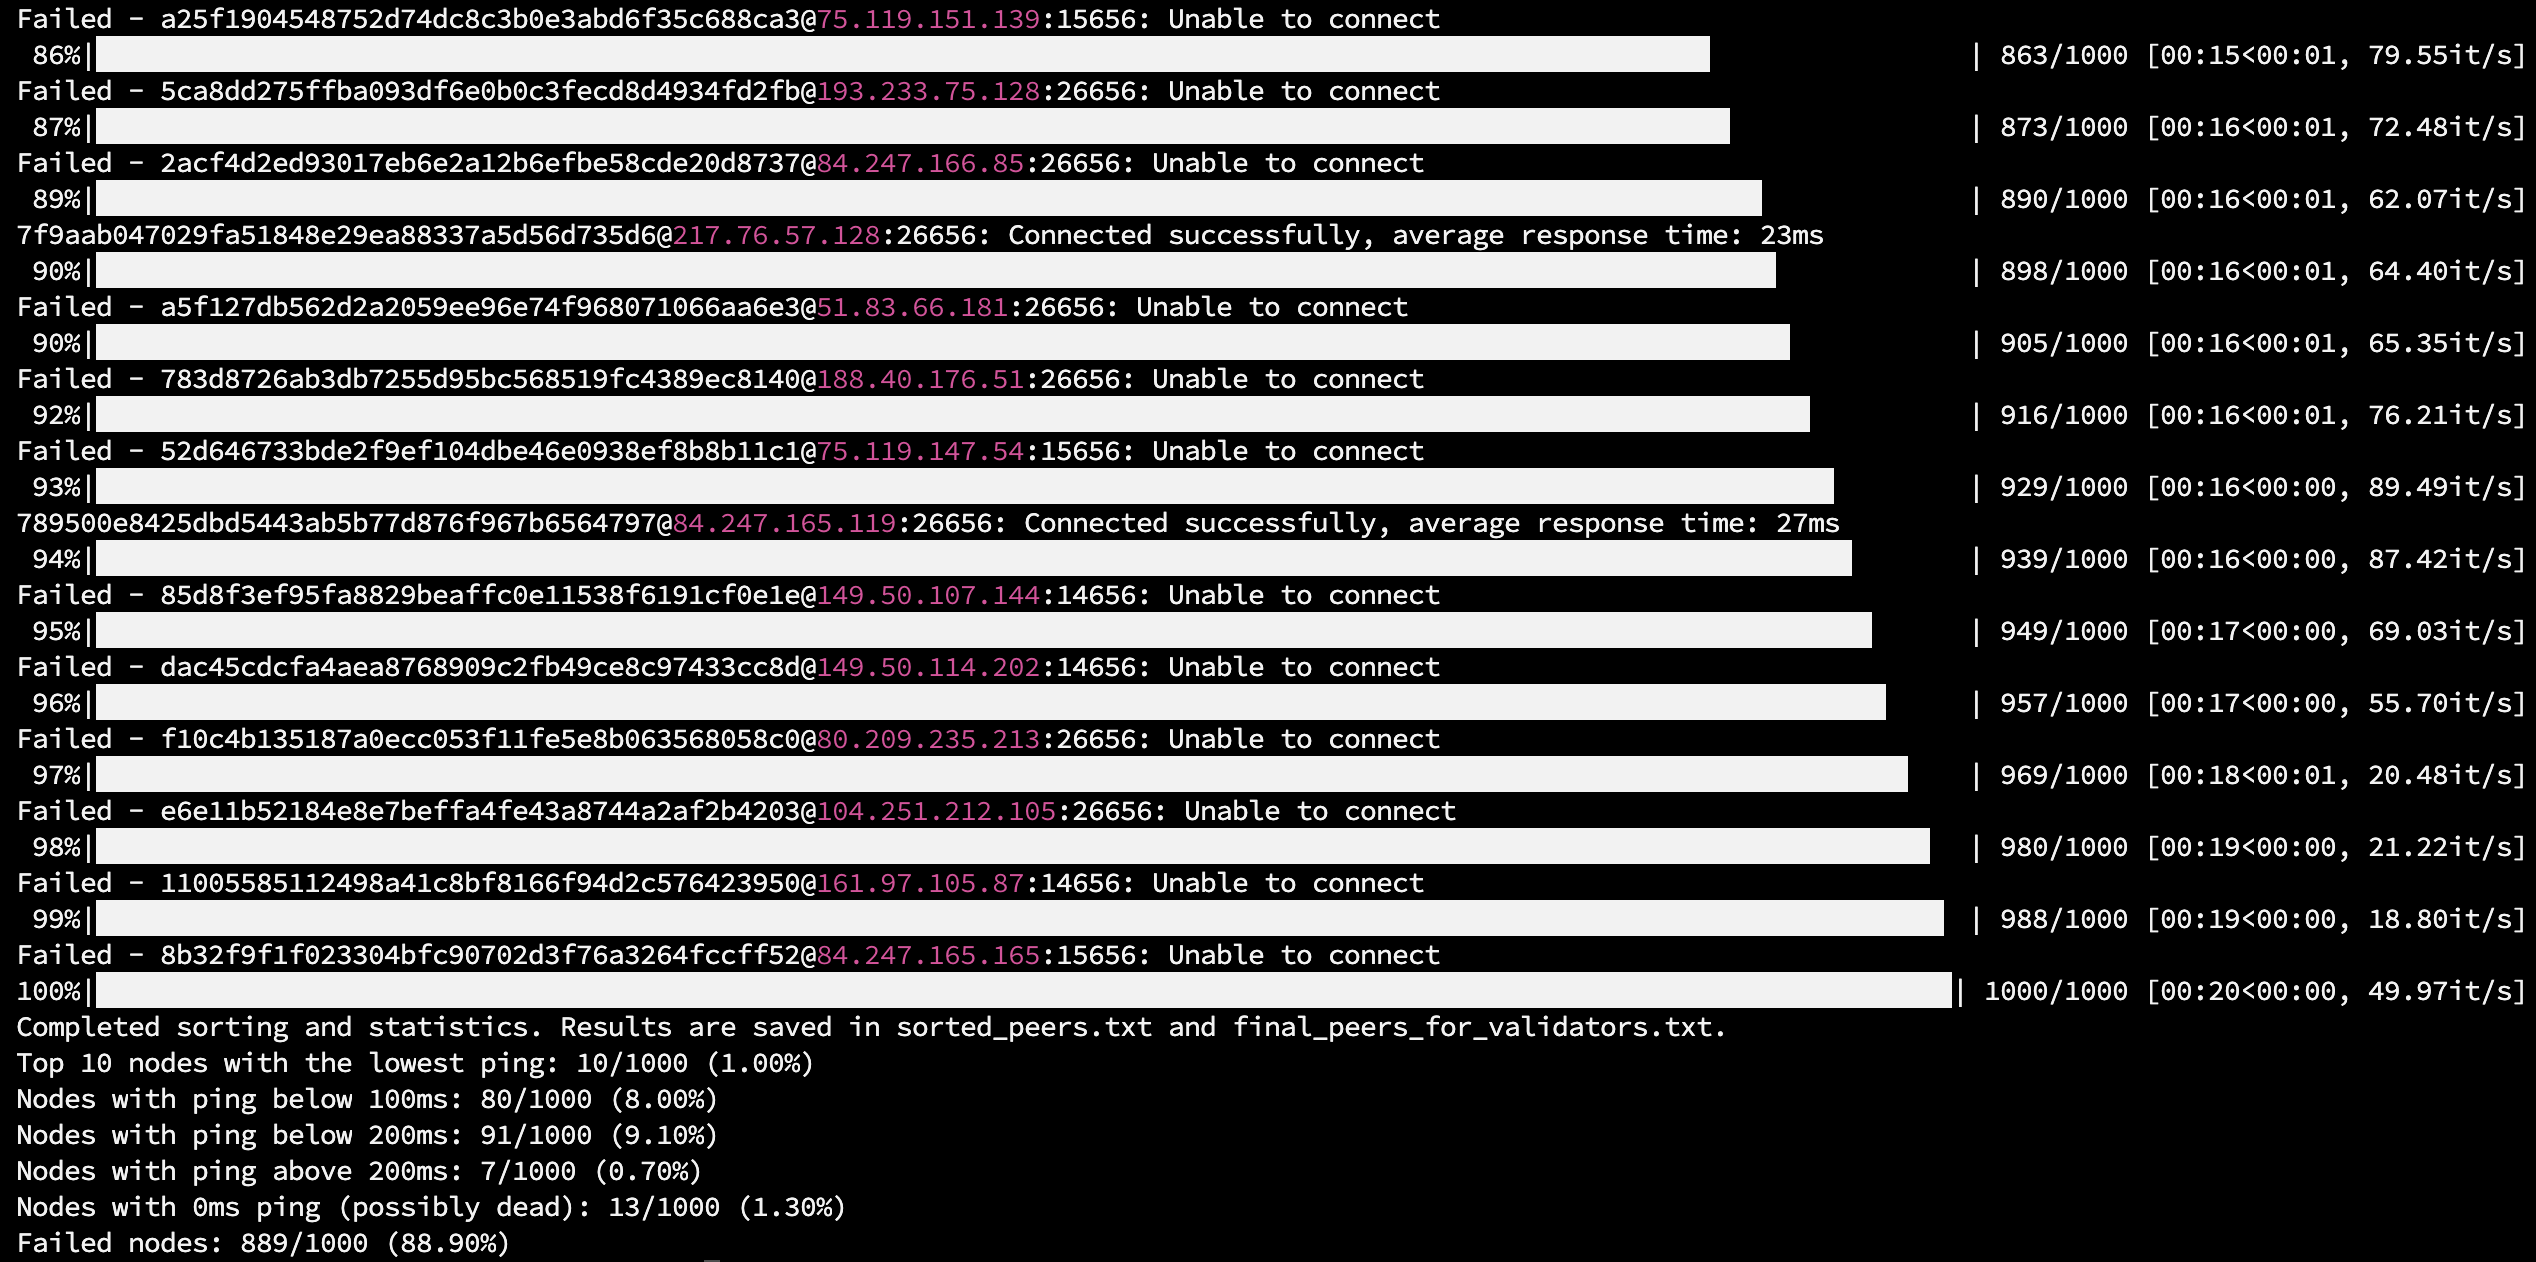 Failed - a25f1904548752d74dc8c3b0e3abd6f35c688ca3@75.119.151.139:15656: Unable to connect
86%| | 863/1000 [00:15<00:01, 79.55it/s]
Failed - 5ca8dd275ffba093df6e0b0c3fecd8d4934fd2fb@193.233.75.128:26656: Unable to connect
87%| | 873/1000 [00:16<00:01, 72.48it/s]
Failed - 2acf4d2ed93017eb6e2a12b6efbe58cde20d8737@84.247.166.85:26656: Unable to connect
89%| | 890/1000 [00:16<00:01, 62.07it/s]
7f9aab047029fa51848e29ea88337a5d56d735d6@217.76.57.128:26656: Connected successfully, average response time: 23ms
90%| | 898/1000 [00:16<00:01, 64.40it/s]
Failed - a5f127db562d2a2059ee96e74f968071066aa6e3@51.83.66.181:26656: Unable to connect
90%| | 905/1000 [00:16<00:01, 65.35it/s]
Failed - 783d8726ab3db7255d95bc568519fc4389ec8140@188.40.176.51:26656: Unable to connect
92%| | 916/1000 [00:16<00:01, 76.21it/s]
Failed - 52d646733bde2f9ef104dbe46e0938ef8b8b11c1@75.119.147.54:15656: Unable to connect
93%| | 929/1000 [00:16<00:00, 89.49it/s]
789500e8425dbd5443ab5b77d876f967b6564797@84.247.165.119:26656: Connected successfully, average response time: 27ms
94%| | 939/1000 [00:16<00:00, 87.42it/s]
Failed - 85d8f3ef95fa8829beaffc0e11538f6191cf0e1e@149.50.107.144:14656: Unable to connect
95%| | 949/1000 [00:17<00:00, 69.03it/s]
Failed - dac45cdcfa4aea8768909c2fb49ce8c97433cc8d@149.50.114.202:14656: Unable to connect
96%| | 957/1000 [00:17<00:00, 55.70it/s]
Failed - f10c4b135187a0ecc053f11fe5e8b063568058c0@80.209.235.213:26656: Unable to connect
97%| | 969/1000 [00:18<00:01, 20.48it/s]
Failed - e6e11b52184e8e7beffa4fe43a8744a2af2b4203@104.251.212.105:26656: Unable to connect
98%| | 980/1000 [00:19<00:00, 21.22it/s]
Failed - 11005585112498a41c8bf8166f94d2c576423950@161.97.105.87:14656: Unable to connect
99%| | 988/1000 [00:19<00:00, 18.80it/s]
Failed - 8b32f9f1f023304bfc90702d3f76a3264fccff52@84.247.165.165:15656: Unable to connect
100%| | 1000/1000 [00:20<00:00, 49.97it/s]
Completed sorting and statistics. Results are saved in sorted_peers.txt and final_peers_for_validators.txt.
Top 10 nodes with the lowest ping: 10/1000 (1.00%)
Nodes with ping below 100ms: 80/1000 (8.00%)
Nodes with ping below 200ms: 91/1000 (9.10%)
Nodes with ping above 200ms: 7/1000 (0.70%)
Nodes with 0ms ping (possibly dead): 13/1000 (1.30%)
Failed nodes: 889/1000 (88.90%)